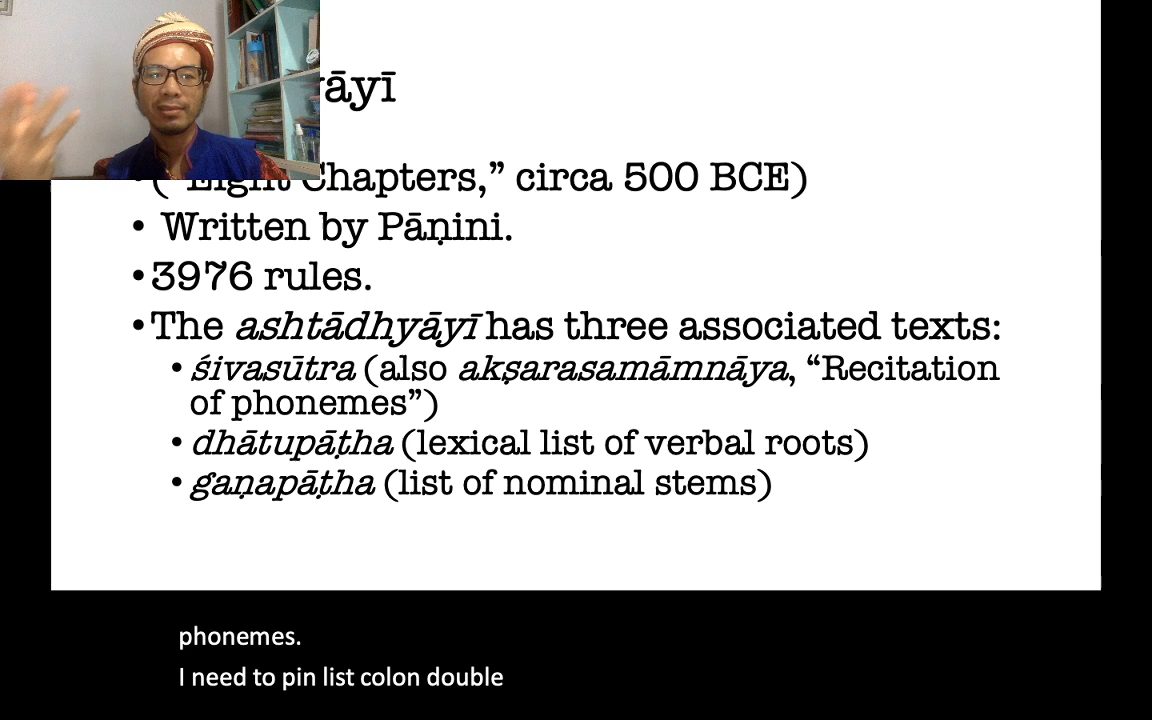 yāyī
• (“Eight Chapters,” circa 500 BCE)
• Written by Pāṇini.
• 3976 rules.
• The ashtādhyāyī has three associated texts:
• śivasūtra (also akṣarasamāmnāya, “Recitation
of phonemes”)
• dhātupāṭha (lexical list of verbal roots)
• gaṇapāṭha (list of nominal stems)
phonemes.
I need to pin list colon double